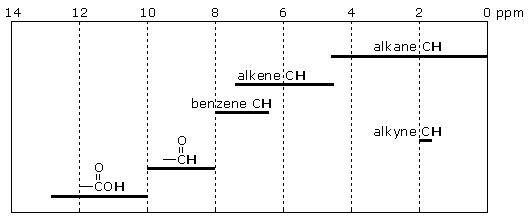 14 12 10 8 6 4 2 0 ppm
alkane CH
alkene CH
benzene CH
alkyne CH
O
CH
O
COH